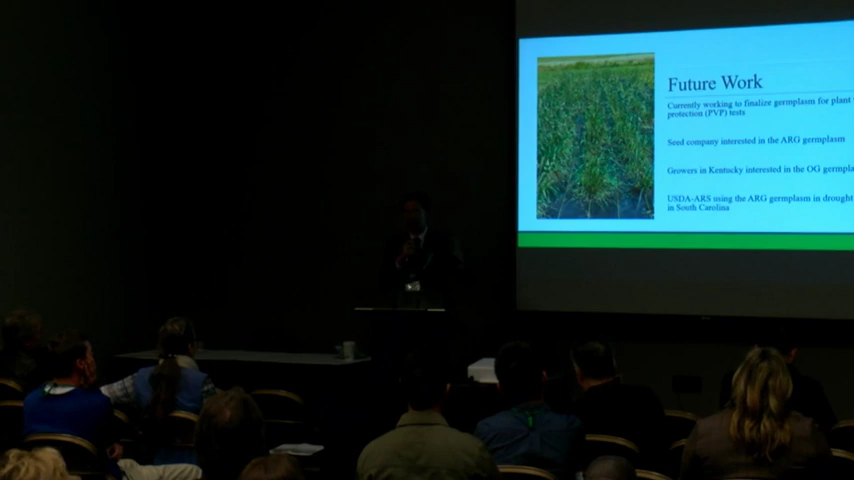 Future Work
Currently working to finalize germplasm for plant
protection (PVP) tests
Seed company interested in the ARG germplasm
Growers in Kentucky interested in the OG
USDA-ARS using the ARG germplasm in drought
in South Carolina